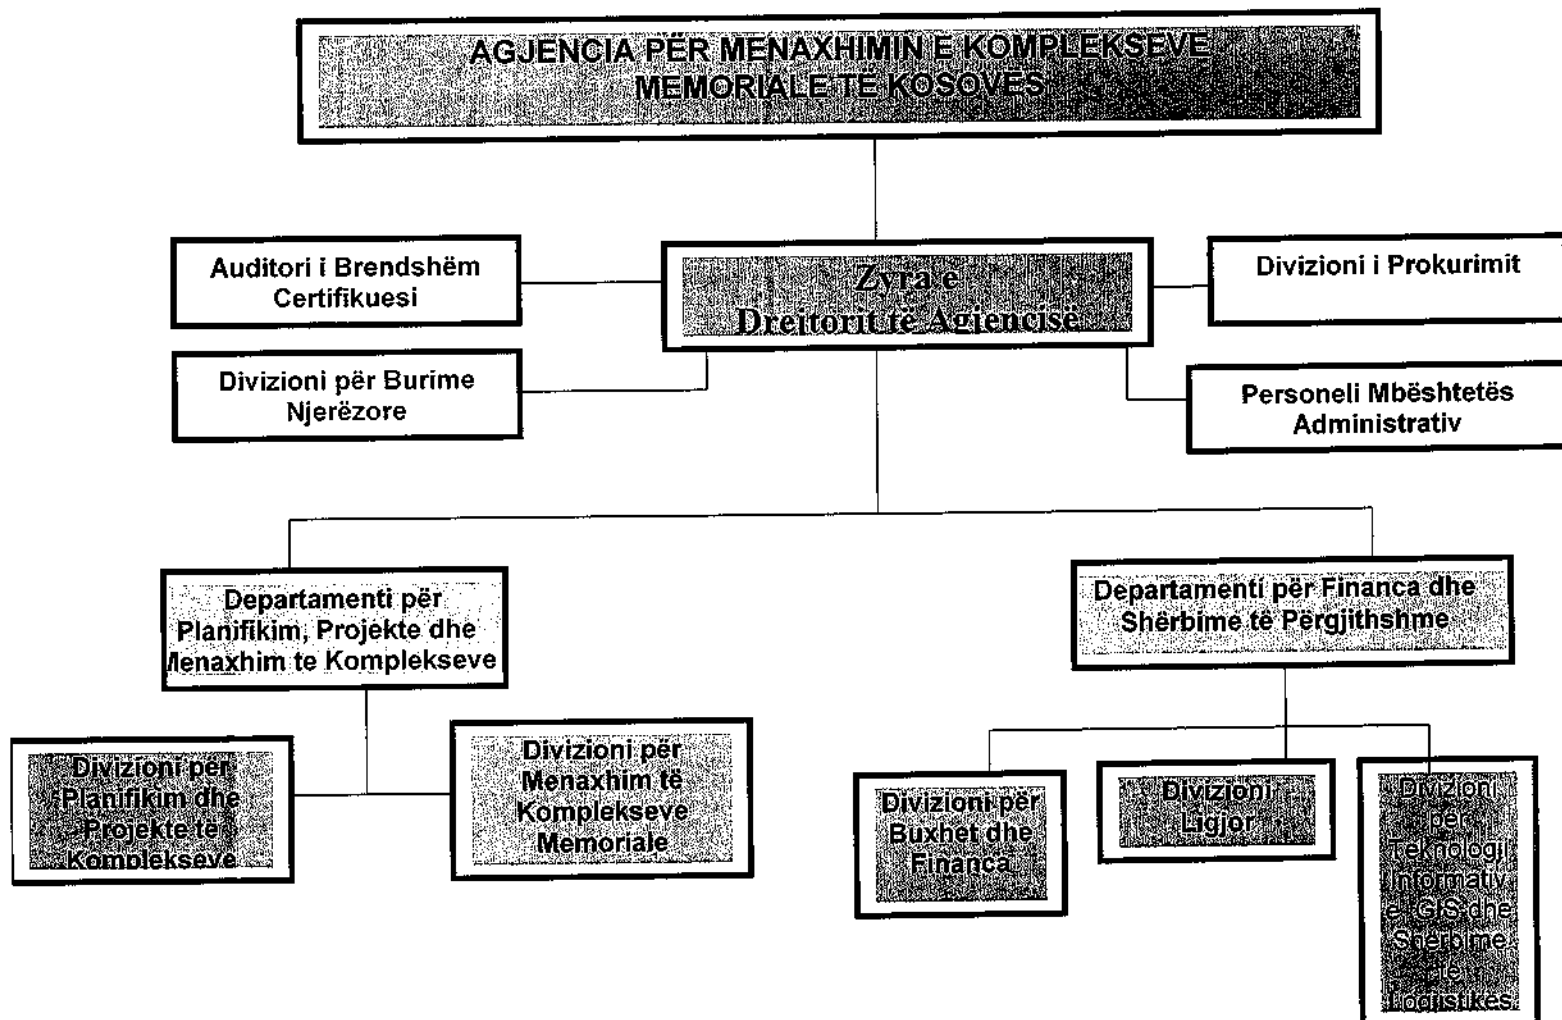 AGJENCIA PËR MENAXHIMIN E KOMPLEKSEVE
MEMORIALE TË KOSOVËS
Auditori i Brendshëm
Certifikuesi
Zyra e
Drejtorit të Agjencisë
Divizioni i Prokurimit
Divizioni për Burime
Njerëzore
Personeli Mbështetës
Administrativ
Departamenti për
Planifikim, Projekte dhe
Menaxhim te Komplekseve
Departamenti për Financa dhe
Shërbime të Përgjithshme
Divizioni për
Planifikim dhe
Projekte të
Komplekseve
Divizioni për
Menaxhim të
Komplekseve
Memoriale
Divizioni për
Buxhet dhe
Financa
Divizioni
Ligjor
Divizioni
për
Teknologji
Informativ
e GIS dhe
Shërbime
të
Logjistikës